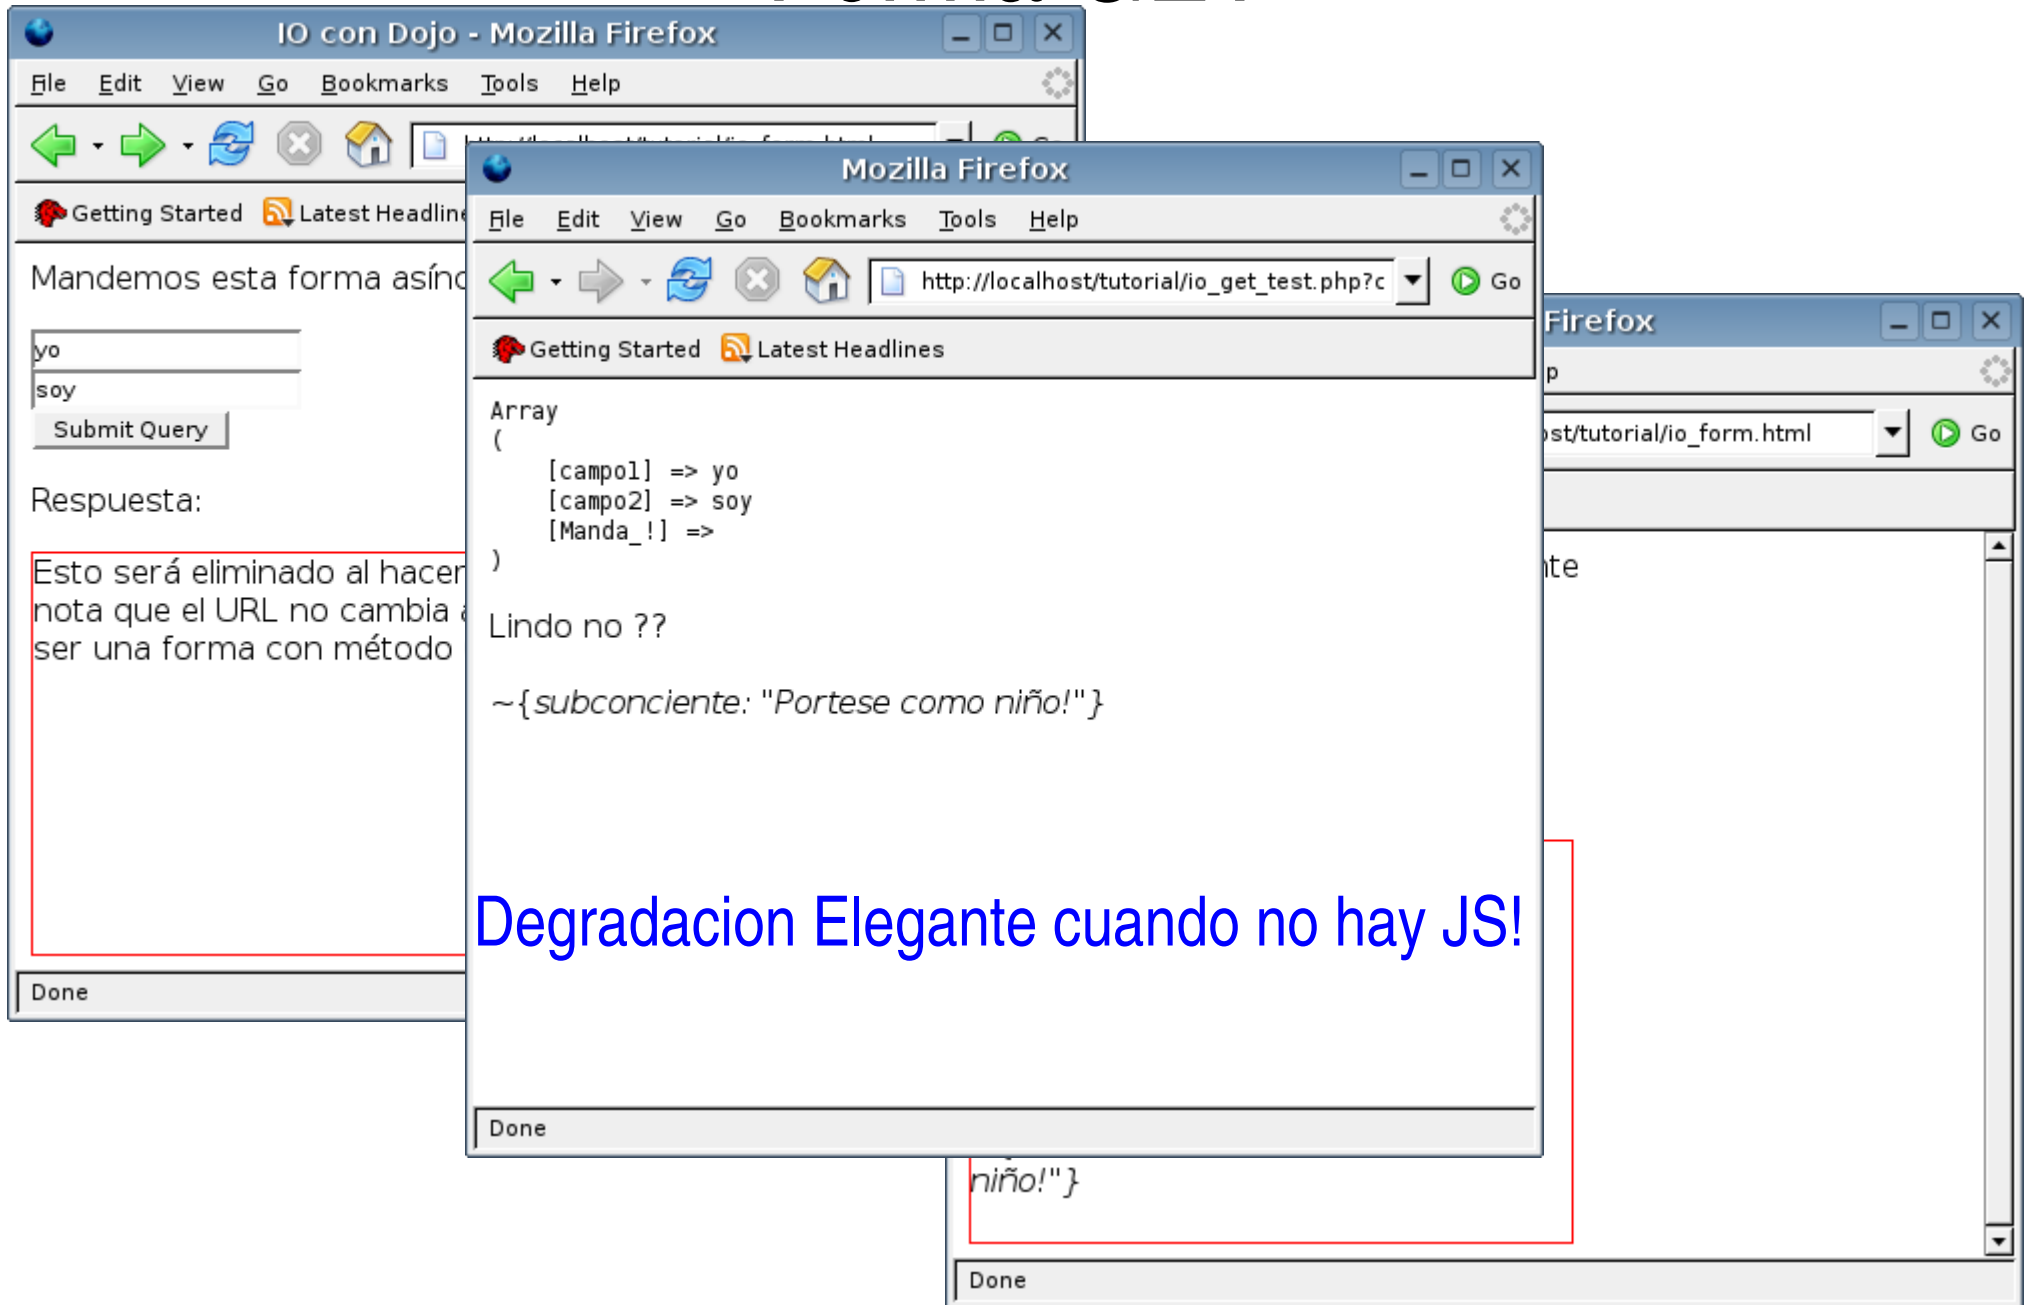 IO con Dojo - Mozilla Firefox
File Edit View Go Bookmarks Tools Help
Getting Started Latest Headline
Mandemos esta forma asínc
yo
soy
Submit Query
Respuesta:
Esto será eliminado al hacer
nota que el URL no cambia
ser una forma con método
Done
Mozilla Firefox
File Edit View Go Bookmarks Tools Help
http://localhost/tutorial/io_get_test.php?c Go
Getting Started Latest Headlines
Array
(
[campo1] => yo
[campo2] => soy
[Manda_!] =>
)
Lindo no ??
~{subconciente: "Portese como niño!"}
Degradacion Elegante cuando no hay JS!
Done
Firefox
p
st/tutorial/io_form.html Go
nte
niño!"}
Done